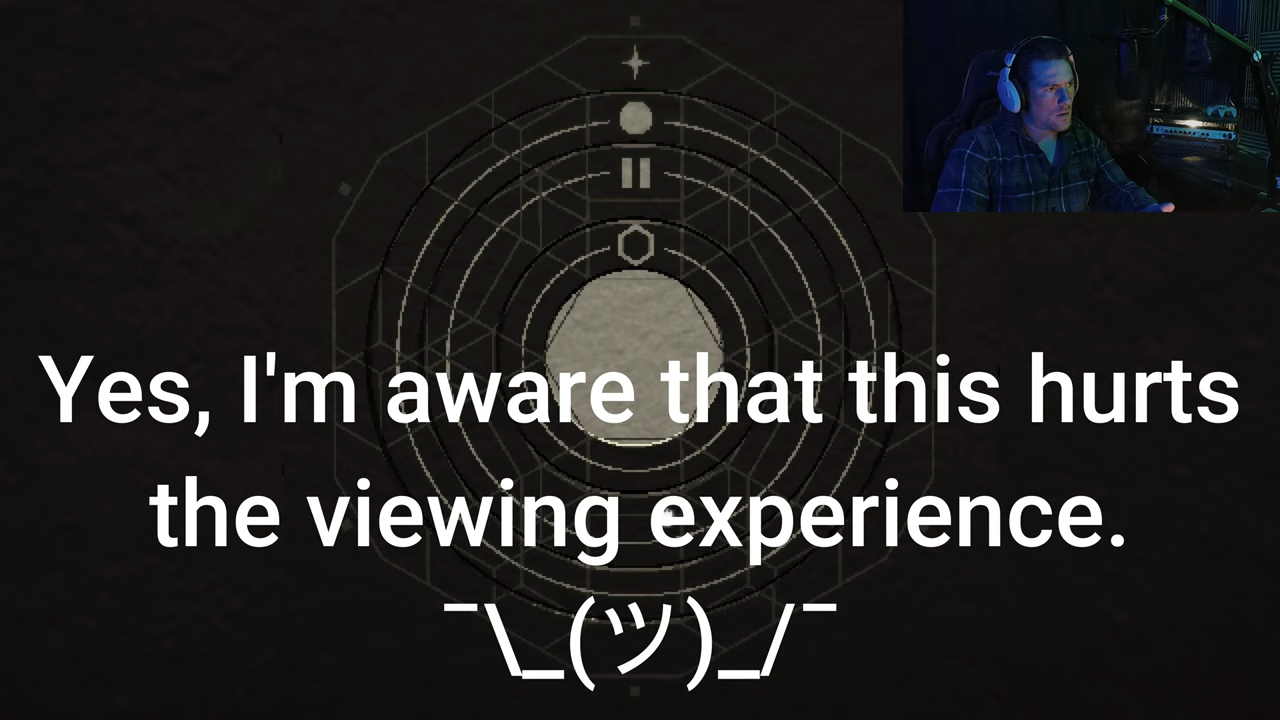 Yes, I'm aware that this hurts
the viewing experience.
¯\_(ツ)_/¯